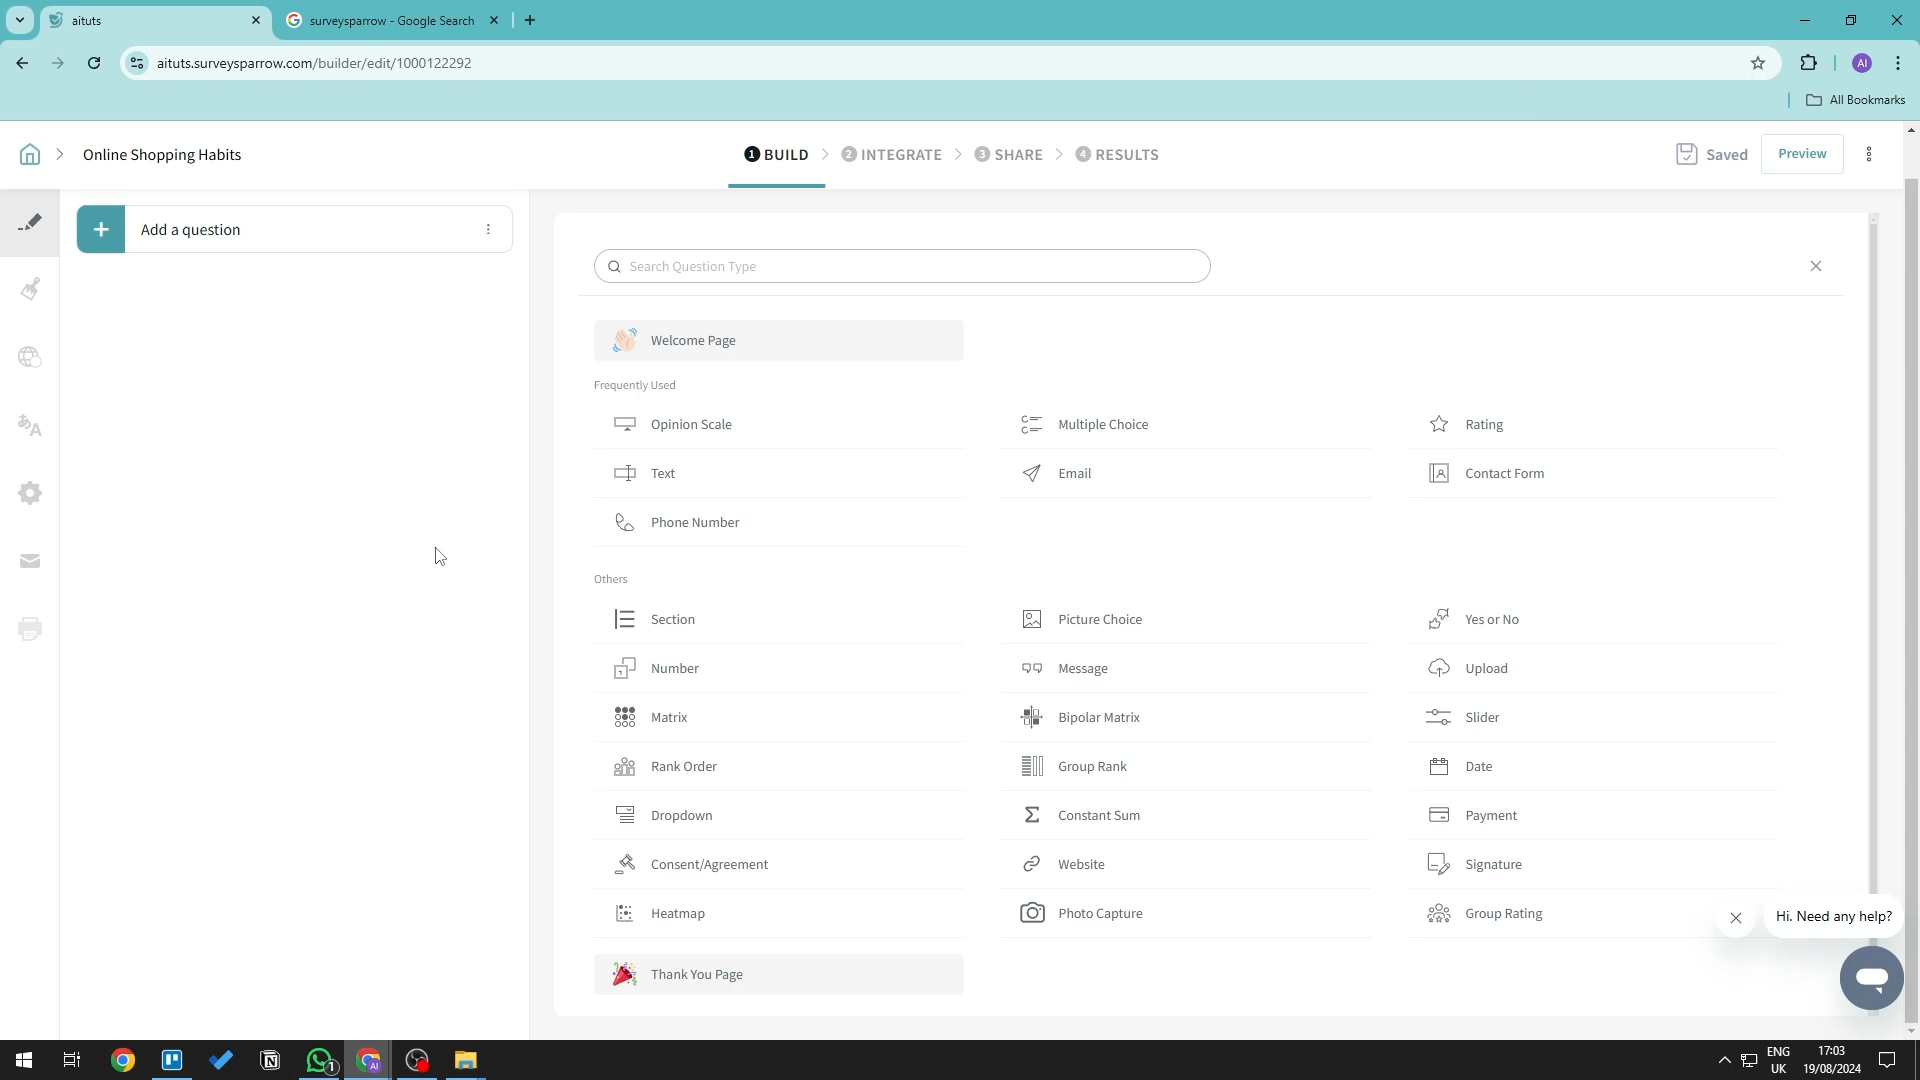 aituts
surveysparrow - Google Search
aituts.surveysparrow.com/builder/edit/1000122292
AI
All Bookmarks
Online Shopping Habits
1 BUILD
2 INTEGRATE
3 SHARE
4 RESULTS
Saved
Preview
Add a question
Search Question Type
Welcome Page
Frequently Used
Opinion Scale
Multiple Choice
Rating
Text
Email
Contact Form
Phone Number
Others
Section
Picture Choice
Yes or No
Number
Message
Upload
Matrix
Bipolar Matrix
Slider
Rank Order
Group Rank
Date
Dropdown
Constant Sum
Payment
Consent/Agreement
Website
Signature
Heatmap
Photo Capture
Group Rating
Hi. Need any help?
Thank You Page
1
AI
ENG
UK
17:03
19/08/2024